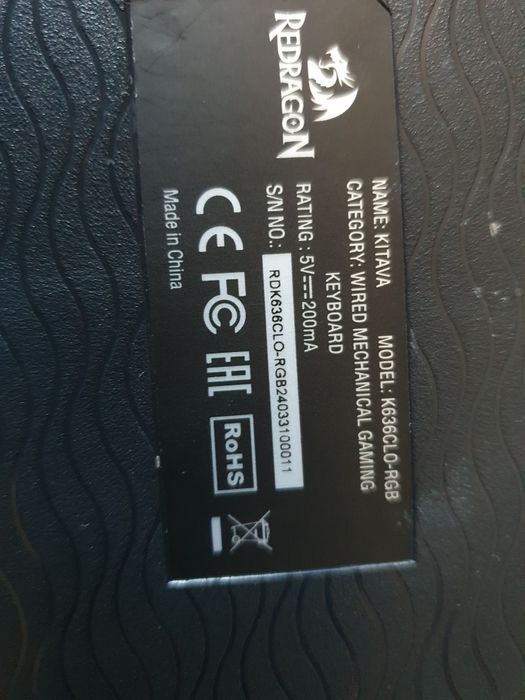 REDRAGON
NAME: KITAVA MODEL: K636CLO-RGB
CATEGORY: WIRED MECHANICAL GAMING
KEYBOARD
RATING : 5V⎓200mA
S/N NO.: RDK636CLO-RGB24033100011
CE FC EAC RoHS
Made in China